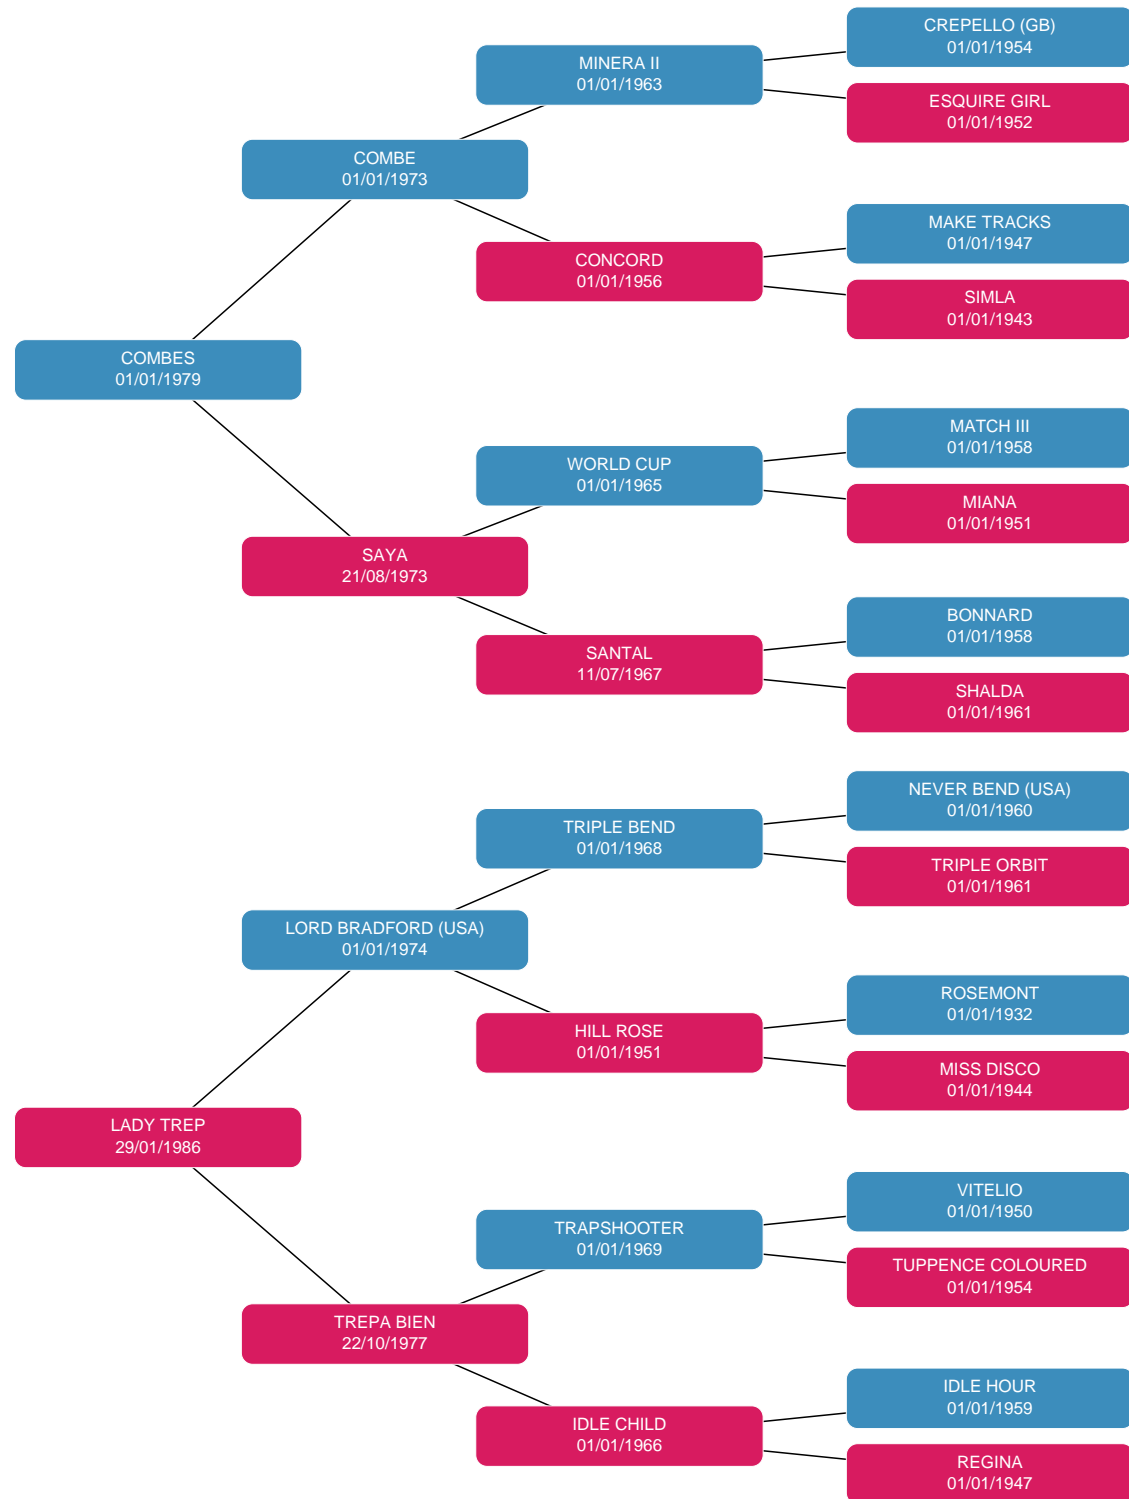 CREPELLO (GB)
01/01/1954
MINERA II
01/01/1963
ESQUIRE GIRL
01/01/1952
COMBE
01/01/1973
MAKE TRACKS
01/01/1947
CONCORD
01/01/1956
SIMLA
01/01/1943
COMBES
01/01/1979
MATCH III
01/01/1958
WORLD CUP
01/01/1965
MIANA
01/01/1951
SAYA
21/08/1973
BONNARD
01/01/1958
SANTAL
11/07/1967
SHALDA
01/01/1961
NEVER BEND (USA)
01/01/1960
TRIPLE BEND
01/01/1968
TRIPLE ORBIT
01/01/1961
LORD BRADFORD (USA)
01/01/1974
ROSEMONT
01/01/1932
HILL ROSE
01/01/1951
MISS DISCO
01/01/1944
LADY TREP
29/01/1986
VITELIO
01/01/1950
TRAPSHOOTER
01/01/1969
TUPPENCE COLOURED
01/01/1954
TREPA BIEN
22/10/1977
IDLE HOUR
01/01/1959
IDLE CHILD
01/01/1966
REGINA
01/01/1947